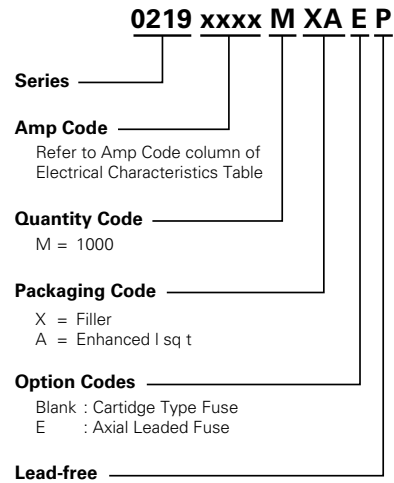 0219 xxxx M XA E P
Series
Amp Code
Refer to Amp Code column of
Electrical Characteristics Table
Quantity Code
M = 1000
Packaging Code
X = Filler
A = Enhanced I sq t
Option Codes
Blank : Cartidge Type Fuse
E : Axial Leaded Fuse
Lead-free